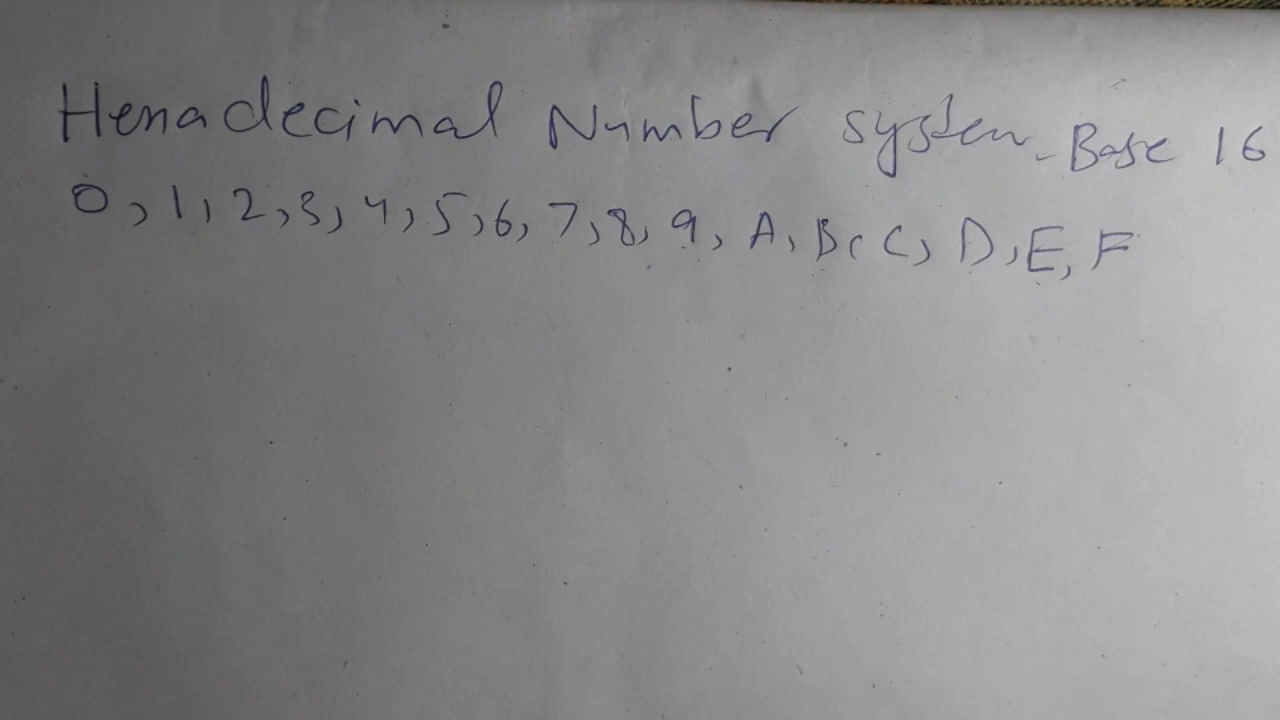 Hexadecimal Number system - Base 16
0, 1, 2, 3, 4, 5, 6, 7, 8, 9, A, B, C, D, E, F